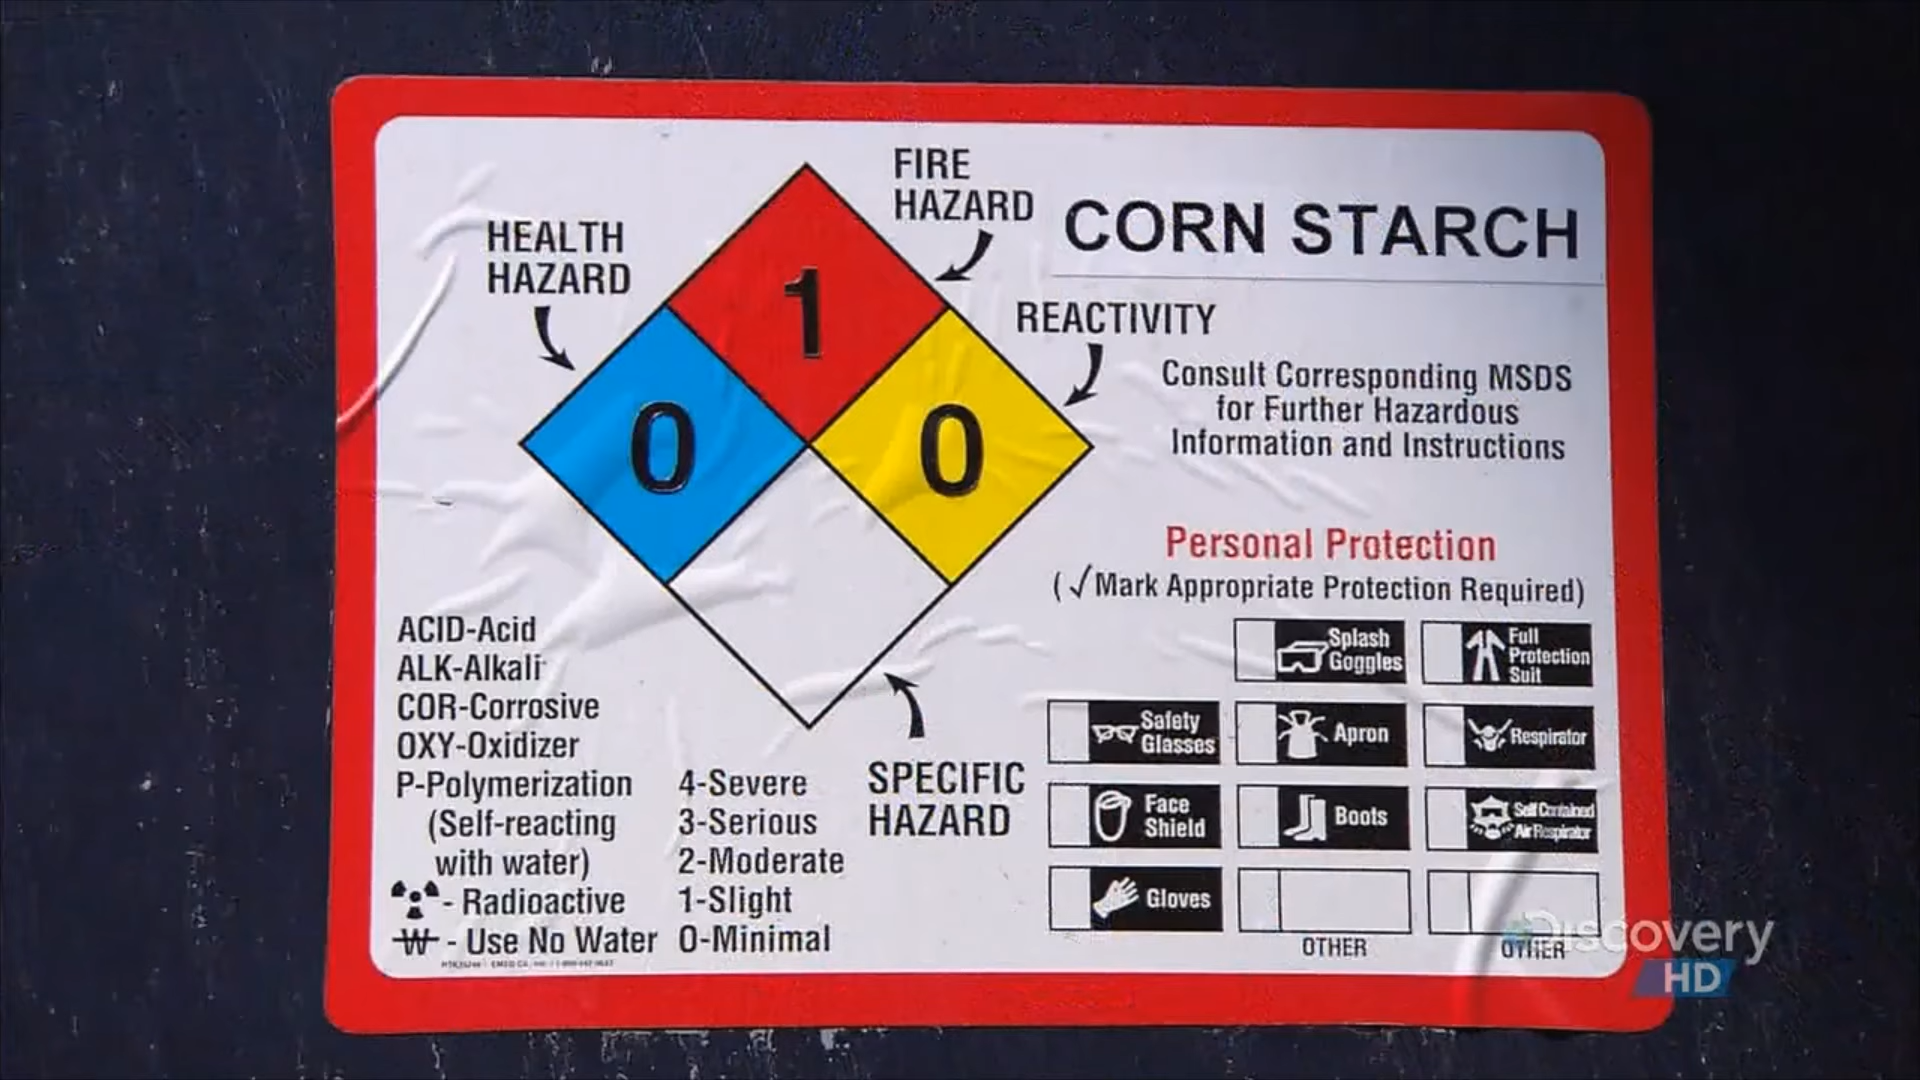 FIRE
HAZARD
HEALTH
HAZARD
CORN STARCH
REACTIVITY
1
0
0
Consult Corresponding MSDS
for Further Hazardous
Information and Instructions
Personal Protection
(√Mark Appropriate Protection Required)
Splash
Goggles
Full
Protection
Suit
Safety
Glasses
Apron
Respirator
Face
Shield
Boots
Self Contained
Air Respirator
Gloves
OTHER
OTHER
SPECIFIC
HAZARD
ACID-Acid
ALK-Alkali
COR-Corrosive
OXY-Oxidizer
P-Polymerization
(Self-reacting
with water)
- Radioactive
W - Use No Water
4-Severe
3-Serious
2-Moderate
1-Slight
0-Minimal
Discovery
HD